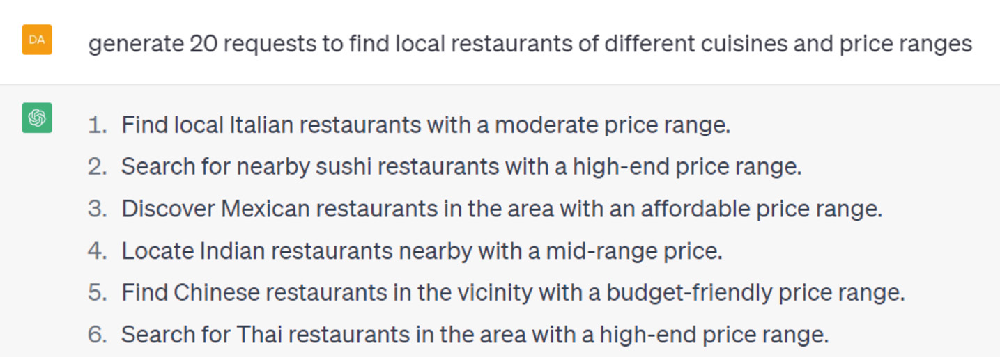 DA
generate 20 requests to find local restaurants of different cuisines and price ranges
1. Find local Italian restaurants with a moderate price range.
2. Search for nearby sushi restaurants with a high-end price range.
3. Discover Mexican restaurants in the area with an affordable price range.
4. Locate Indian restaurants nearby with a mid-range price.
5. Find Chinese restaurants in the vicinity with a budget-friendly price range.
6. Search for Thai restaurants in the area with a high-end price range.